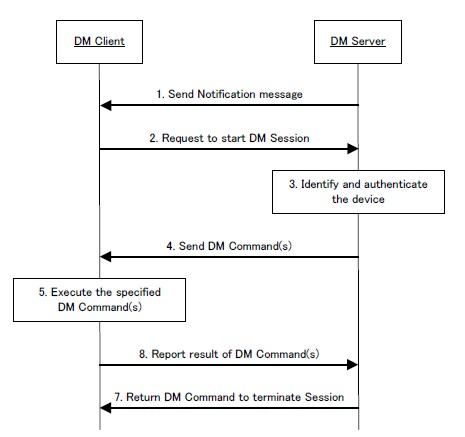 DM Client
DM Server
1. Send Notification message
2. Request to start DM Session
3. Identify and authenticate
the device
4. Send DM Command(s)
5. Execute the specified
DM Command(s)
8. Report result of DM Command(s)
7. Return DM Command to terminate Session